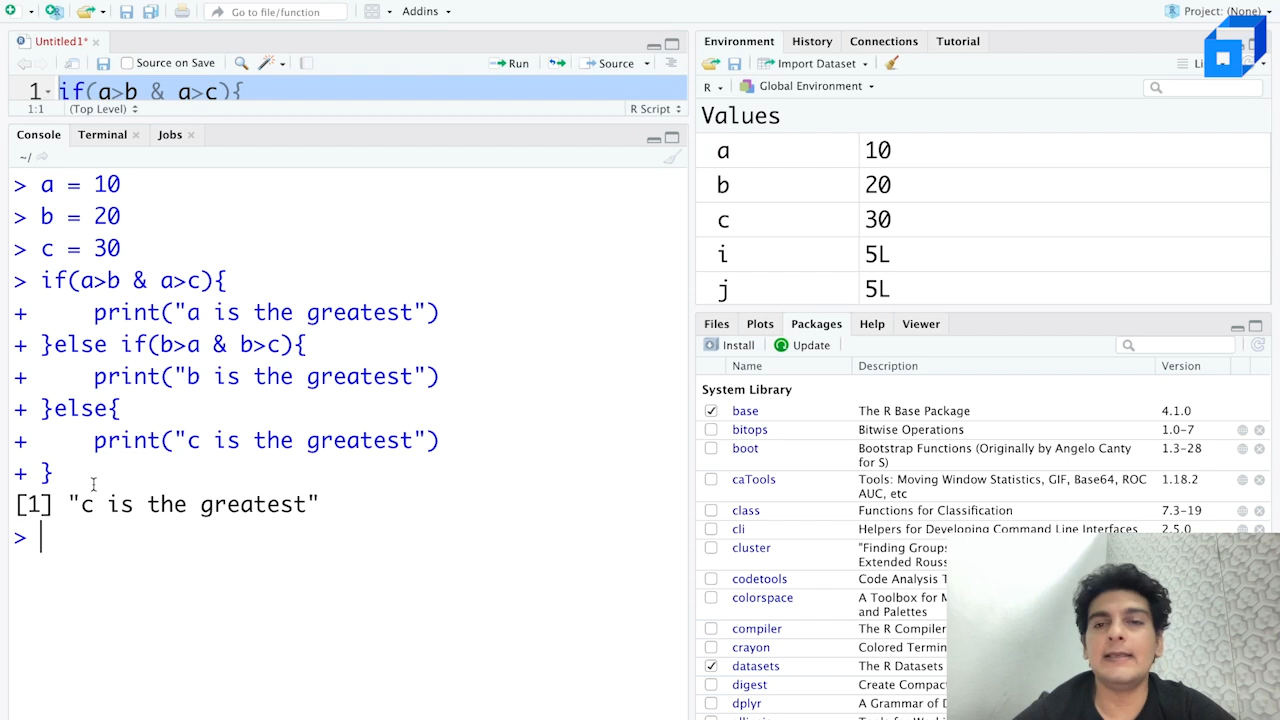 Go to file/function
Addins
Project: (None)
Untitled1*
Source on Save
Run
Source
1 if(a>b & a>c){
1:1 (Top Level)
R Script
Console Terminal Jobs
~/
> a = 10
> b = 20
> c = 30
> if(a>b & a>c){
+ print("a is the greatest")
+ }else if(b>a & b>c){
+ print("b is the greatest")
+ }else{
+ print("c is the greatest")
+ }
[1] "c is the greatest"
>
Environment History Connections Tutorial
Import Dataset
R Global Environment
Values
a 10
b 20
c 30
i 5L
j 5L
Files Plots Packages Help Viewer
Install Update
Name Description Version
System Library
base The R Base Package 4.1.0
bitops Bitwise Operations 1.0-7
boot Bootstrap Functions (Originally by Angelo Canty 1.3-28
for S)
caTools Tools: Moving Window Statistics, GIF, Base64, ROC 1.18.2
AUC, etc
class Functions for Classification 7.3-19
cli Helpers for Developing Command Line Interfaces 2.5.0
cluster "Finding Groups
Extended Rouss
codetools Code Analysis T
colorspace A Toolbox for M
and Palettes
compiler The R Compiler
crayon Colored Termin
datasets The R Datasets
digest Create Compac
dplyr A Grammar of D